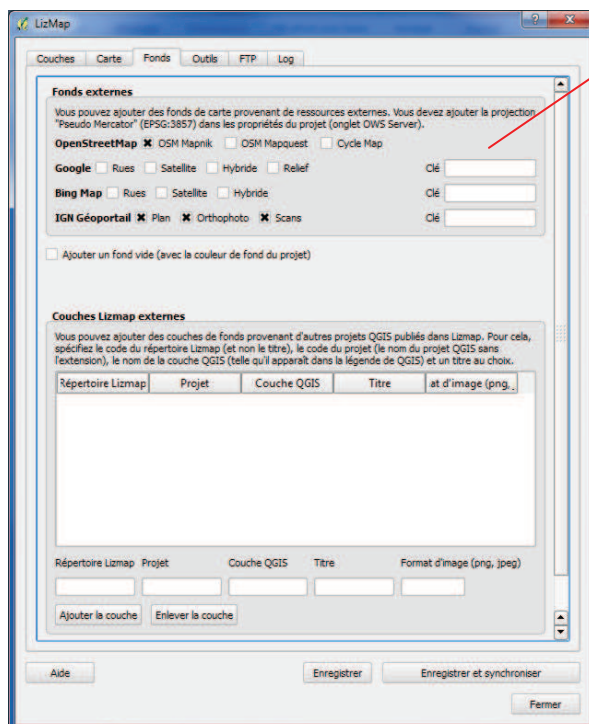 LizMap
Couches Carte Fonds Outils FTP Log
Fonds externes
Vous pouvez ajouter des fonds de carte provenant de ressources externes. Vous devez ajouter la projection
"Pseudo Mercator" (EPSG:3857) dans les propriétés du projet (onglet OWS Server).
OpenStreetMap OSM Mapnik OSM Mapquest Cycle Map
Google Rues Satellite Hybride Relief Clé
Bing Map Rues Satellite Hybride Clé
IGN Géoportail Plan Orthophoto Scans Clé
Ajouter un fond vide (avec la couleur de fond du projet)
Couches Lizmap externes
Vous pouvez ajouter des couches de fonds provenant d'autres projets QGIS publiés dans Lizmap. Pour cela,
spécifiez le code du répertoire Lizmap (et non le titre), le code du projet (le nom du projet QGIS sans
l'extension), le nom de la couche QGIS (telle qu'il apparaît dans la légende de QGIS) et un titre au choix.
Répertoire Lizmap Projet Couche QGIS Titre at d'image (png,
Répertoire Lizmap Projet Couche QGIS Titre Format d'image (png, jpeg)
Ajouter la couche Enlever la couche
Aide Enregistrer Enregistrer et synchroniser
Fermer